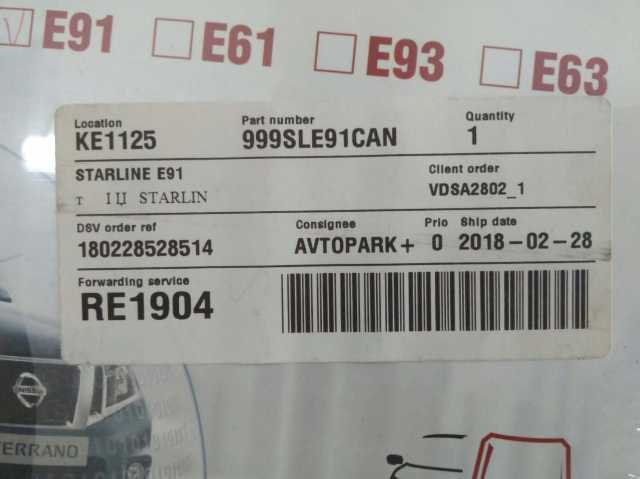 E91 E61 E93 E63
Location Part number Quantity
KE1125 999SLE91CAN 1
STARLINE E91 Client order
т I Џ STARLIN VDSA2802_1
DSV order ref Consignee Prio Ship date
180228528514 AVTOPARK+ 0 2018-02-28
Forwarding service
RE1904
NISSAN
TERRANO